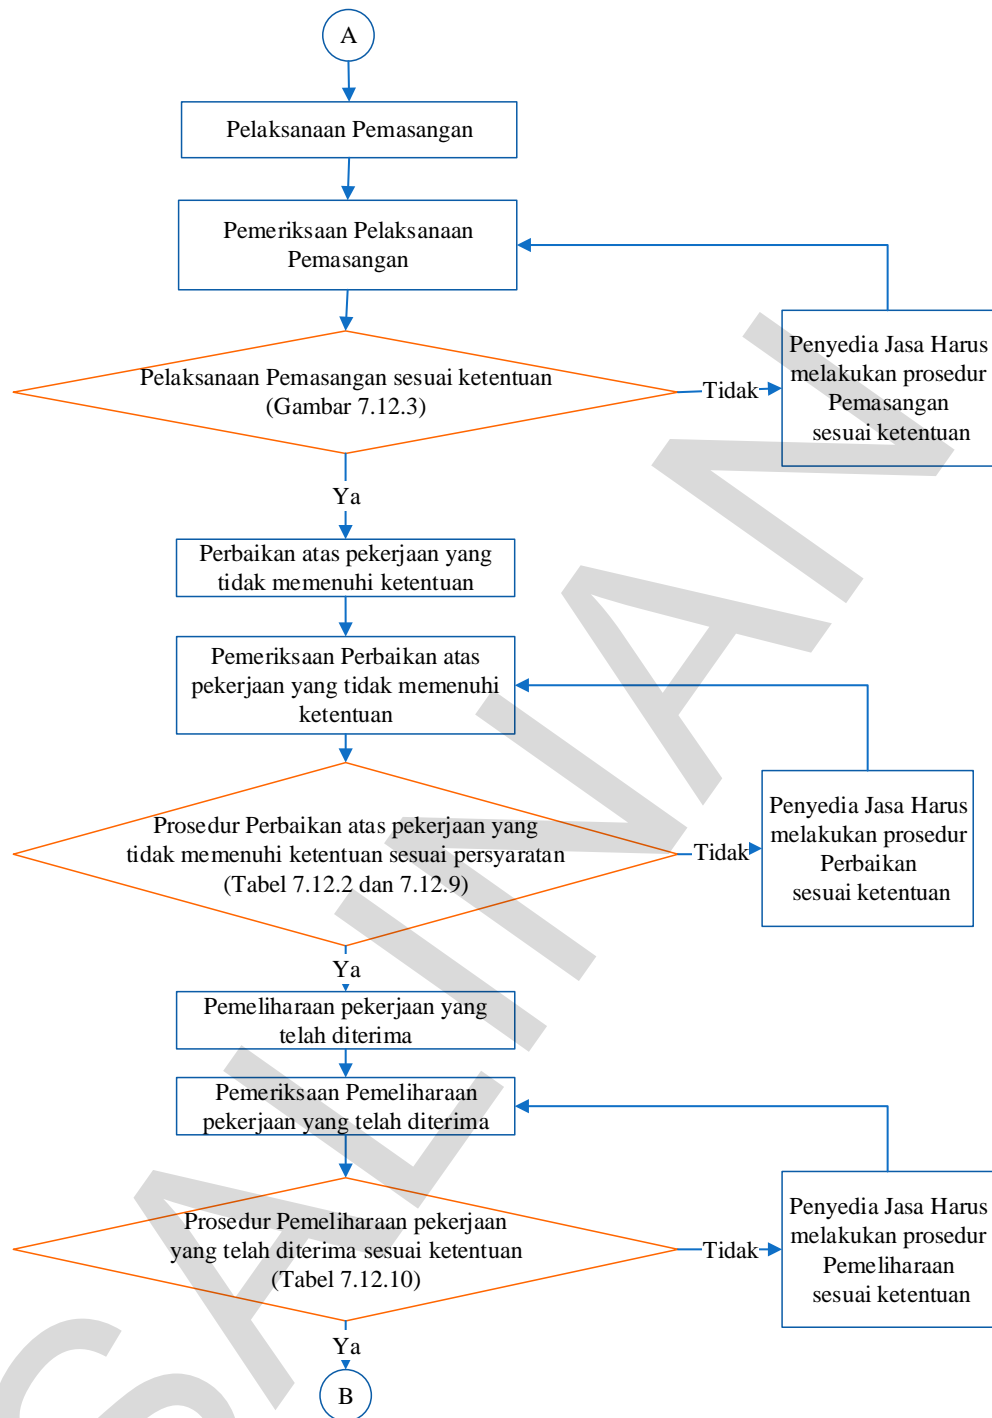 A
Pelaksanaan Pemasangan
Pemeriksaan Pelaksanaan
Pemasangan
Pelaksanaan Pemasangan sesuai ketentuan
(Gambar 7.12.3)
Tidak
Penyedia Jasa Harus
melakukan prosedur
Pemasangan
sesuai ketentuan
Ya
Perbaikan atas pekerjaan yang
tidak memenuhi ketentuan
Pemeriksaan Perbaikan atas
pekerjaan yang tidak memenuhi
ketentuan
Prosedur Perbaikan atas pekerjaan yang
tidak memenuhi ketentuan sesuai persyaratan
(Tabel 7.12.2 dan 7.12.9)
Tidak
Penyedia Jasa Harus
melakukan prosedur
Perbaikan
sesuai ketentuan
Ya
Pemeliharaan pekerjaan yang
telah diterima
Pemeriksaan Pemeliharaan
pekerjaan yang telah diterima
Prosedur Pemeliharaan pekerjaan
yang telah diterima sesuai ketentuan
(Tabel 7.12.10)
Tidak
Penyedia Jasa Harus
melakukan prosedur
Pemeliharaan
sesuai ketentuan
Ya
B
SALINAN